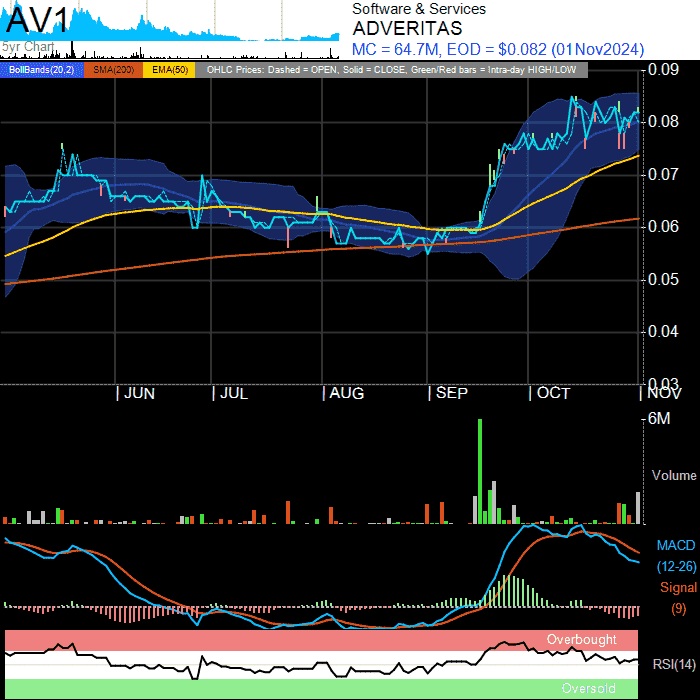 AV1
5yr Chart
Software & Services
ADVERITAS
MC = 64.7M, EOD = $0.082 (01Nov2024)
BollBands(20,2) SMA(200) EMA(50) OHLC Prices: Dashed = OPEN, Solid = CLOSE, Green/Red bars = Intra-day HIGH/LOW
0.09
0.08
0.07
0.06
0.05
0.04
0.03
JUN JUL AUG SEP OCT NOV
6M
Volume
MACD
(12-26)
Signal
(9)
Overbought
RSI(14)
Oversold